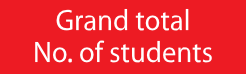 Grand total
No. of students